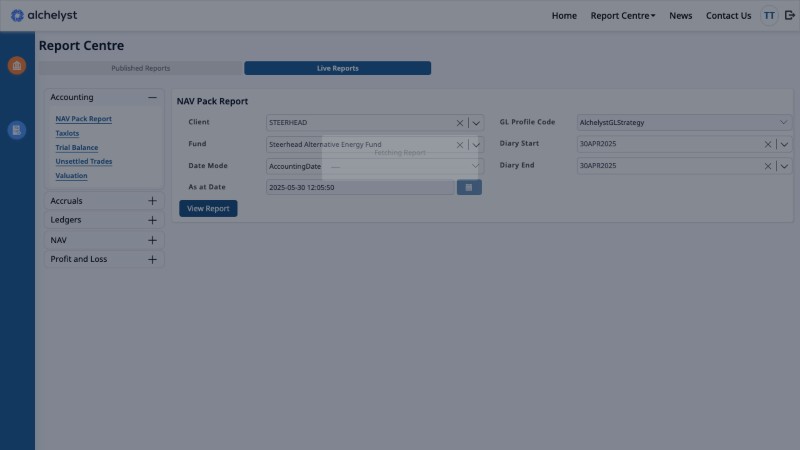 alchelyst
Home Report Centre News Contact Us TT
Report Centre
Published Reports Live Reports
Accounting
NAV Pack Report
Taxlots
Trial Balance
Unsettled Trades
Valuation
Accruals
Ledgers
NAV
Profit and Loss
NAV Pack Report
Client STEERHEAD GL Profile Code AlchelystGLStrategy
Fund Steerhead Alternative Energy Fund Diary Start 30APR2025
Fetching Report
Date Mode AccountingDate Diary End 30APR2025
As at Date 2025-05-30 12:05:50
View Report